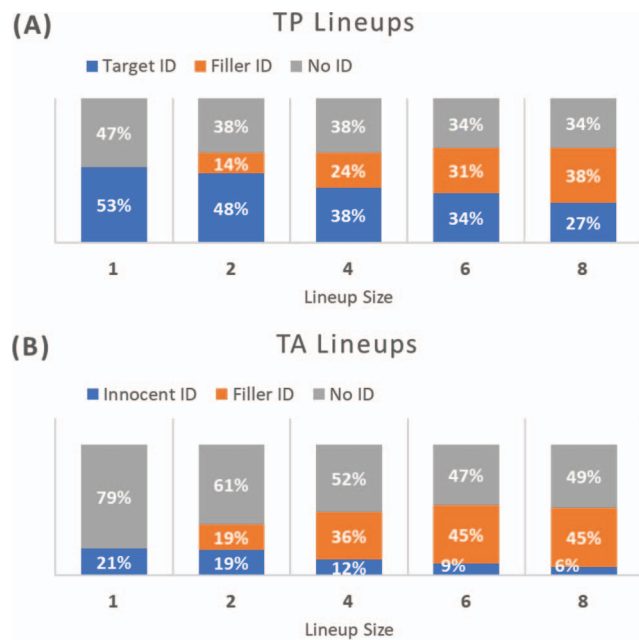 (A)
TP Lineups
Target ID Filler ID No ID
47% 38% 38% 34% 34%
14% 24% 31% 38%
53% 48% 38% 34% 27%
1 2 4 6 8
Lineup Size
(B)
TA Lineups
Innocent ID Filler ID No ID
79% 61% 52% 47% 49%
19% 36% 45% 45%
21% 19% 12% 9% 6%
1 2 4 6 8
Lineup Size